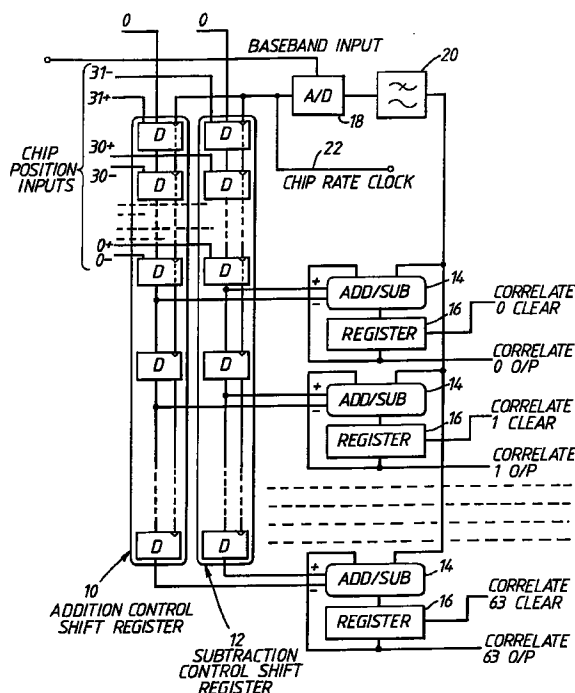 0
0
BASEBAND INPUT
20
31-
31+
A/D
18
D
D
22
CHIP RATE CLOCK
30+
30-
CHIP
POSITION
INPUTS
D
D
0+
0-
D
D
14
+
-
ADD/SUB
16
REGISTER
CORRELATE
0 CLEAR
CORRELATE
0 O/P
D
D
14
+
-
ADD/SUB
16
REGISTER
CORRELATE
1 CLEAR
CORRELATE
1 O/P
D
D
14
+
-
ADD/SUB
16
REGISTER
CORRELATE
63 CLEAR
CORRELATE
63 O/P
10
ADDITION CONTROL
SHIFT REGISTER
12
SUBTRACTION
CONTROL SHIFT
REGISTER